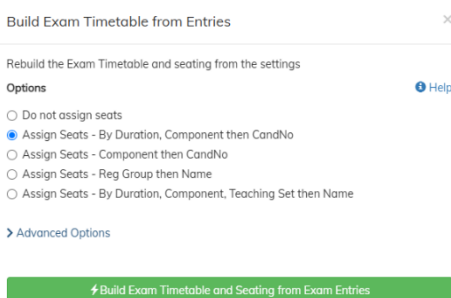 Build Exam Timetable from Entries
×
Rebuild the Exam Timetable and seating from the settings
Options
Help
Do not assign seats
Assign Seats - By Duration, Component then CandNo
Assign Seats - Component then CandNo
Assign Seats - Reg Group then Name
Assign Seats - By Duration, Component, Teaching Set then Name
Advanced Options
Build Exam Timetable and Seating from Exam Entries